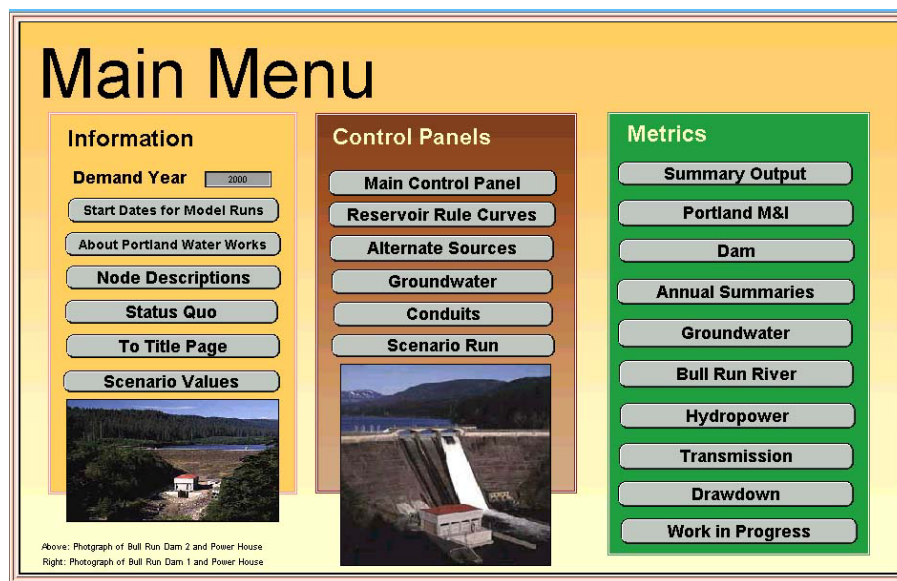 Main Menu
Information
Demand Year 2000
Start Dates for Model Runs
About Portland Water Works
Node Descriptions
Status Quo
To Title Page
Scenario Values
Above: Photgraph of Bull Run Dam 2 and Power House
Right: Photograph of Bull Run Dam 1 and Power House
Control Panels
Main Control Panel
Reservoir Rule Curves
Alternate Sources
Groundwater
Conduits
Scenario Run
Metrics
Summary Output
Portland M&I
Dam
Annual Summaries
Groundwater
Bull Run River
Hydropower
Transmission
Drawdown
Work in Progress